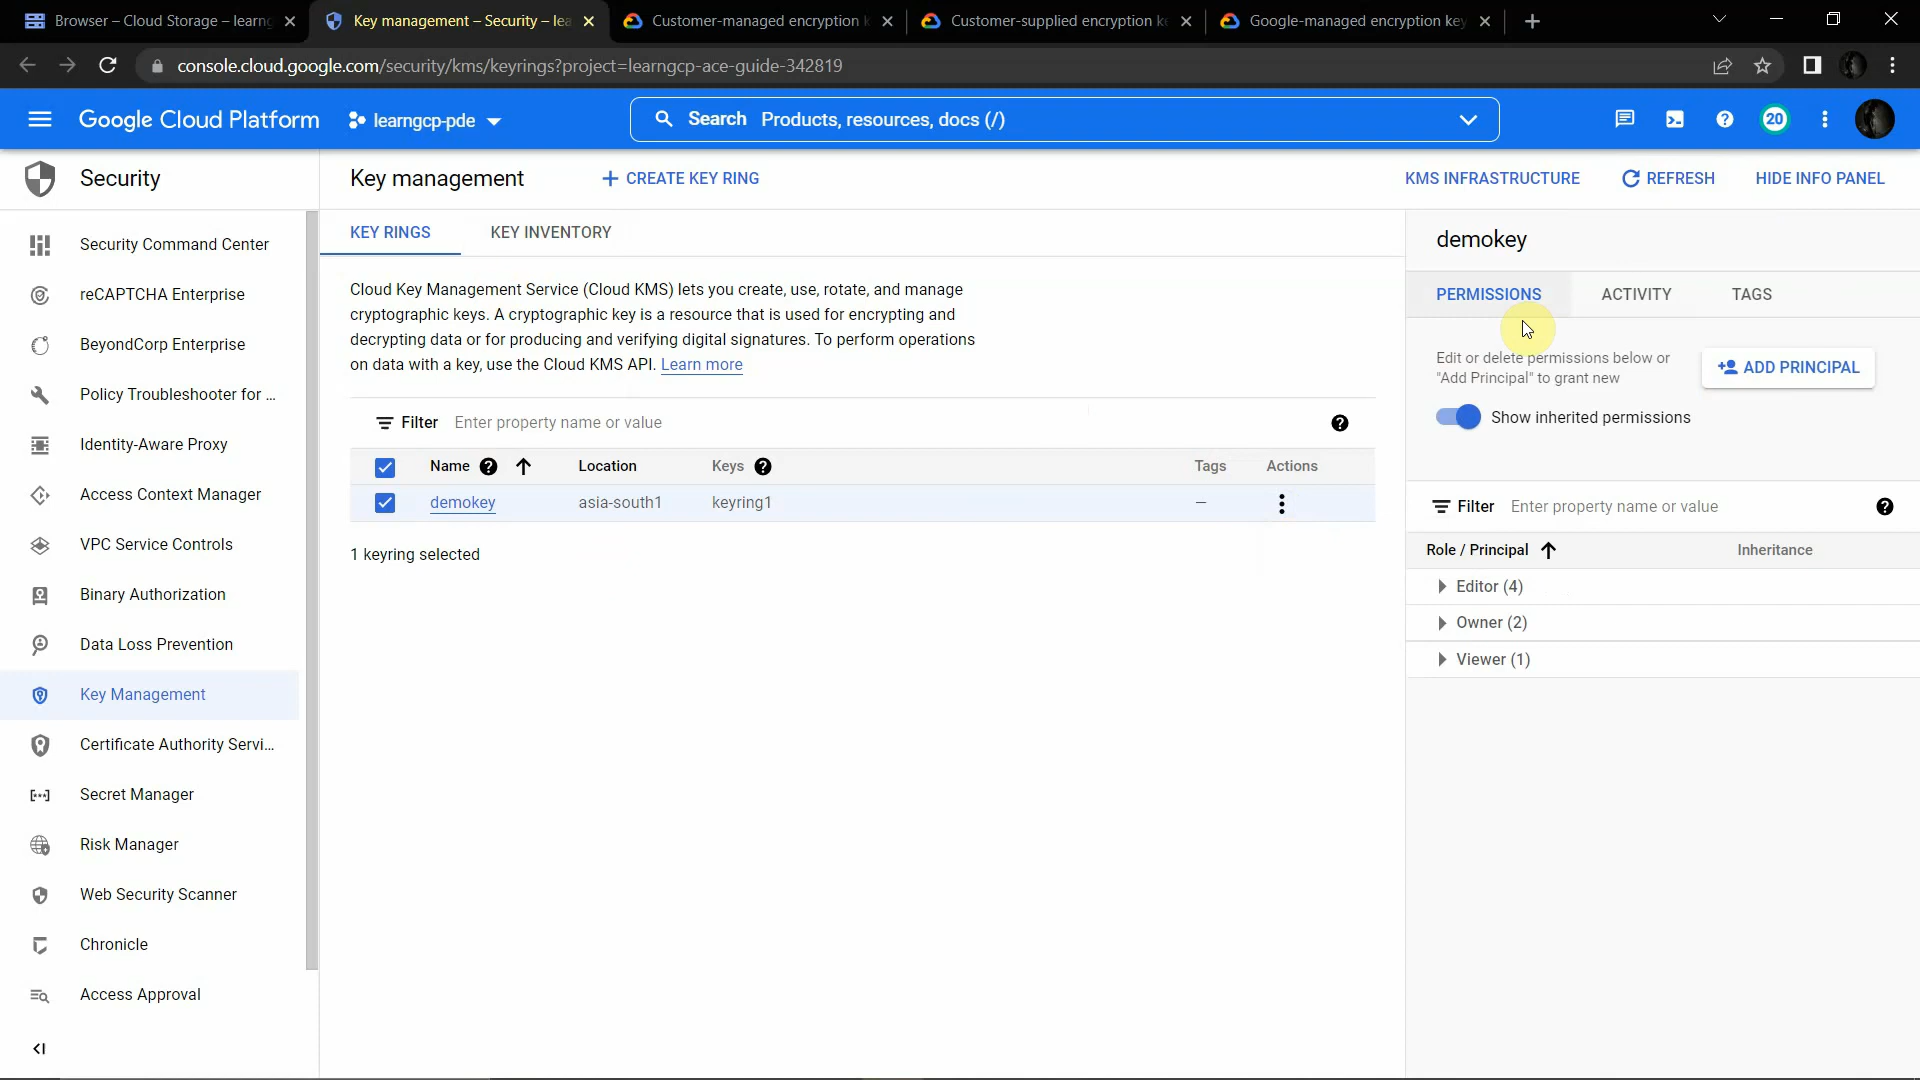 Browser – Cloud Storage – learng
Key management – Security – lea
Customer-managed encryption k
Customer-supplied encryption ke
Google-managed encryption key
console.cloud.google.com/security/kms/keyrings?project=learngcp-ace-guide-342819
Google Cloud Platform
learngcp-pde
Search Products, resources, docs (/)
20
Security
Key management
CREATE KEY RING
KMS INFRASTRUCTURE
REFRESH
HIDE INFO PANEL
Security Command Center
reCAPTCHA Enterprise
BeyondCorp Enterprise
Policy Troubleshooter for ...
Identity-Aware Proxy
Access Context Manager
VPC Service Controls
Binary Authorization
Data Loss Prevention
Key Management
Certificate Authority Servi...
Secret Manager
Risk Manager
Web Security Scanner
Chronicle
Access Approval
KEY RINGS
KEY INVENTORY
Cloud Key Management Service (Cloud KMS) lets you create, use, rotate, and manage
cryptographic keys. A cryptographic key is a resource that is used for encrypting and
decrypting data or for producing and verifying digital signatures. To perform operations
on data with a key, use the Cloud KMS API. Learn more
Filter Enter property name or value
Name Location Keys Tags Actions
demokey asia-south1 keyring1 –
1 keyring selected
demokey
PERMISSIONS
ACTIVITY
TAGS
Edit or delete permissions below or
"Add Principal" to grant new
ADD PRINCIPAL
Show inherited permissions
Filter Enter property name or value
Role / Principal Inheritance
Editor (4)
Owner (2)
Viewer (1)